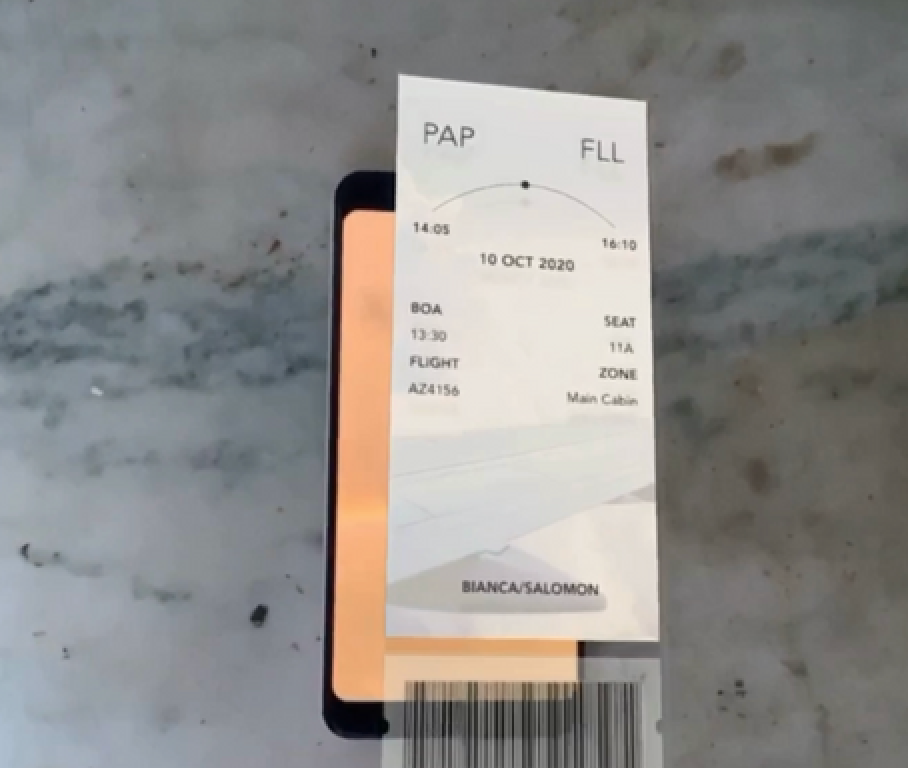 PAP FLL
14:05 16:10
10 OCT 2020
BOA SEAT
13:30 11A
FLIGHT ZONE
AZ4156 Main Cabin
BIANCA/SALOMON